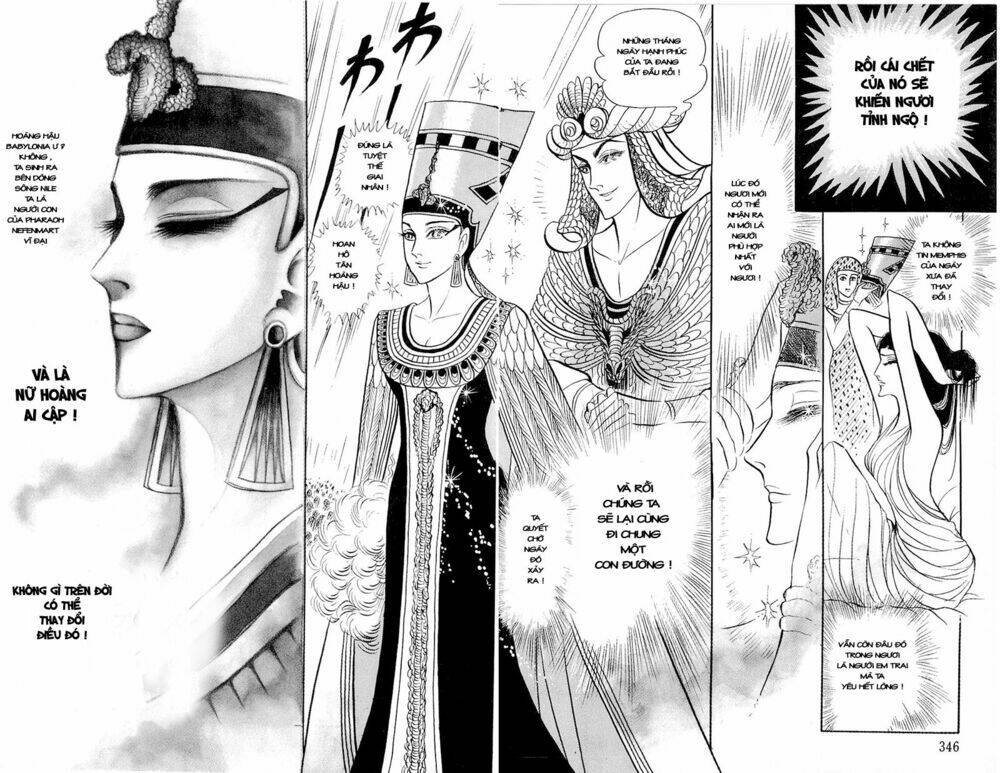 RỒI CÁI CHẾT
CỦA NÓ SẼ
KHIẾN NGƯƠI
TỈNH NGỘ !
TA KHÔNG
TIN MEMPHIS
CỦA NGÀY
XƯA ĐÃ
THAY
ĐỔI !
VẪN CÒN ĐÂU ĐÓ
TRONG NGƯƠI
LÀ NGƯỜI EM TRAI
MÀ TA
YÊU HẾT LÒNG !
346
LÚC ĐÓ
NGƯƠI MỚI
CÓ THỂ
NHẬN RA
AI MỚI LÀ
NGƯỜI
PHÙ HỢP
NHẤT
VỚI
NGƯƠI !
VÀ RỒI
CHÚNG TA
SẼ LẠI CÙNG
ĐI CHUNG
MỘT
CON ĐƯỜNG !
TA
QUYẾT
CHỜ
NGÀY
ĐÓ
XẢY
RA !
NHỮNG THÁNG
NGÀY HẠNH PHÚC
CỦA TA ĐANG
BẮT ĐẦU RỒI !
わー
わー
ĐÚNG LÀ
TUYỆT
THẾ
GIAI
NHÂN !
HOAN
HÔ
TÂN
HOÀNG
HẬU !
HOÀNG HẬU
BABYLONIA Ư ?
KHÔNG ,
TA SINH RA
BÊN DÒNG
SÔNG NILE
TA LÀ
NGƯỜI CON
CỦA PHARAOH
NEFENMART
VĨ ĐẠI
VÀ LÀ
NỮ HOÀNG
AI CẬP !
KHÔNG GÌ TRÊN ĐỜI
CÓ THỂ
THAY ĐỔI
ĐIỀU ĐÓ !